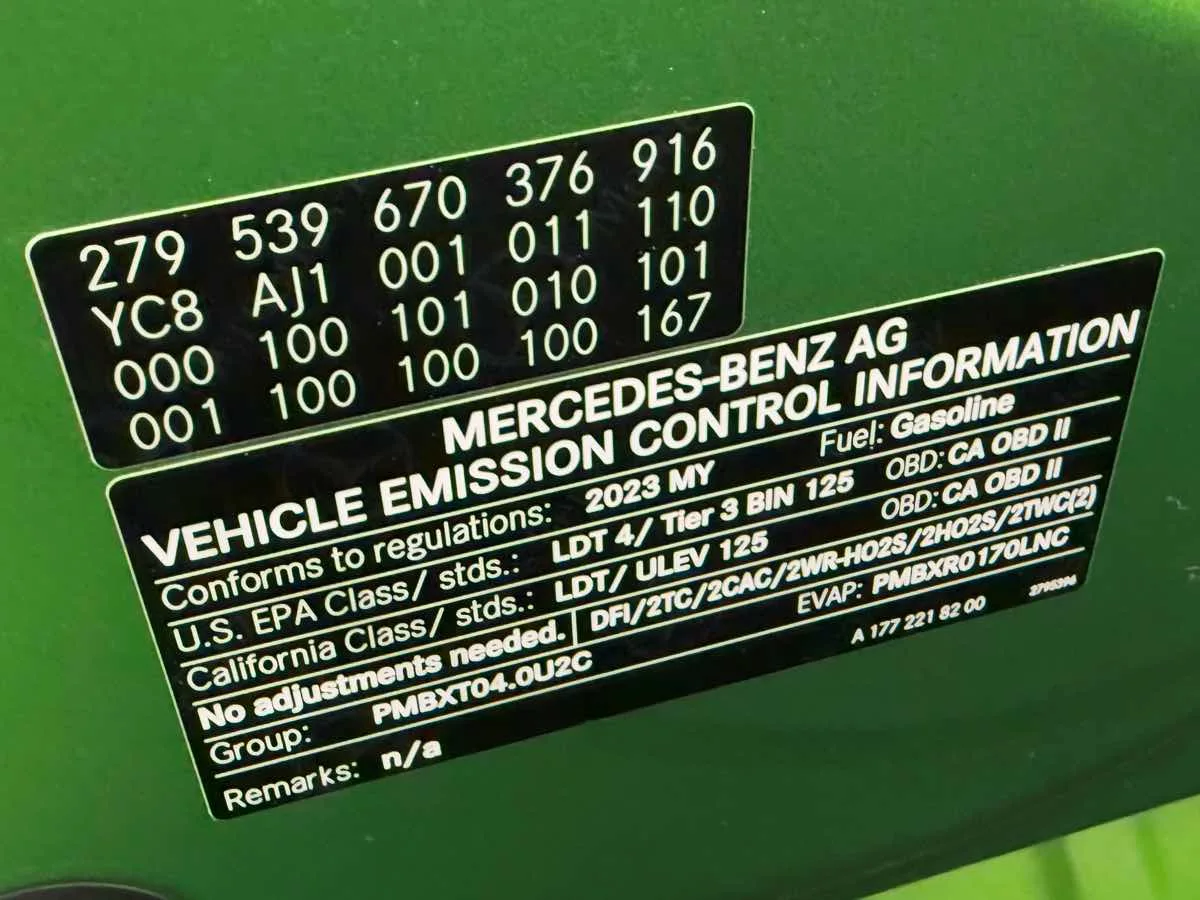 279 539 670 376 916
YC8 AJ1 001 011 110
000 100 101 010 101
001 100 100 100 167
MERCEDES-BENZ AG
VEHICLE EMISSION CONTROL INFORMATION
Conforms to regulations: 2023 MY Fuel: Gasoline
U.S. EPA Class/ stds.: LDT 4/ Tier 3 BIN 125 OBD: CA OBD II
California Class/ stds.: LDT/ ULEV 125 OBD: CA OBD II
No adjustments needed. DFI/2TC/2CAC/2WR-HO2S/2HO2S/2TWC(2)
Group: PMBXT04.0U2C EVAP: PMBXR0170LNC
Remarks: n/a A 177 221 82 00 2795396